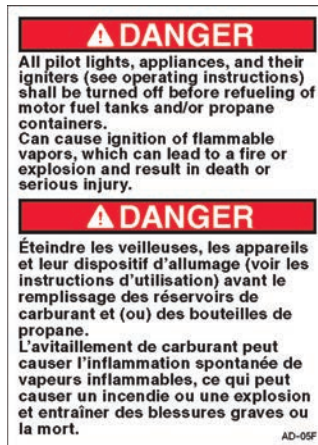 DANGER
All pilot lights, appliances, and their
igniters (see operating instructions)
shall be turned off before refueling of
motor fuel tanks and/or propane
containers.
Can cause ignition of flammable
vapors, which can lead to a fire or
explosion and result in death or
serious injury.
DANGER
Éteindre les veilleuses, les appareils
et leur dispositif d'allumage (voir les
instructions d'utilisation) avant le
remplissage des réservoirs de
carburant et (ou) des bouteilles de
propane.
L'avitaillement de carburant peut
causer l'inflammation spontanée de
vapeurs inflammables, ce qui peut
causer un incendie ou une explosion
et entraîner des blessures graves ou
la mort.
AD-05F